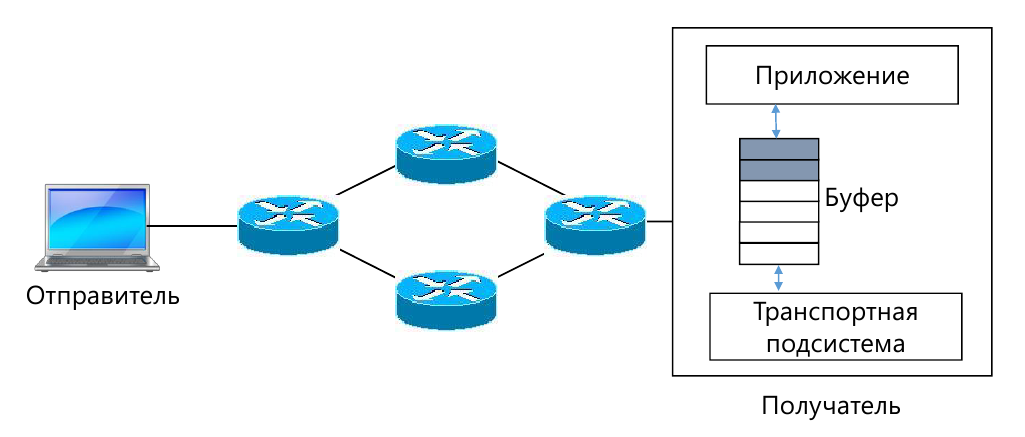 Приложение
Буфер
Отправитель
Транспортная
подсистема
Получатель